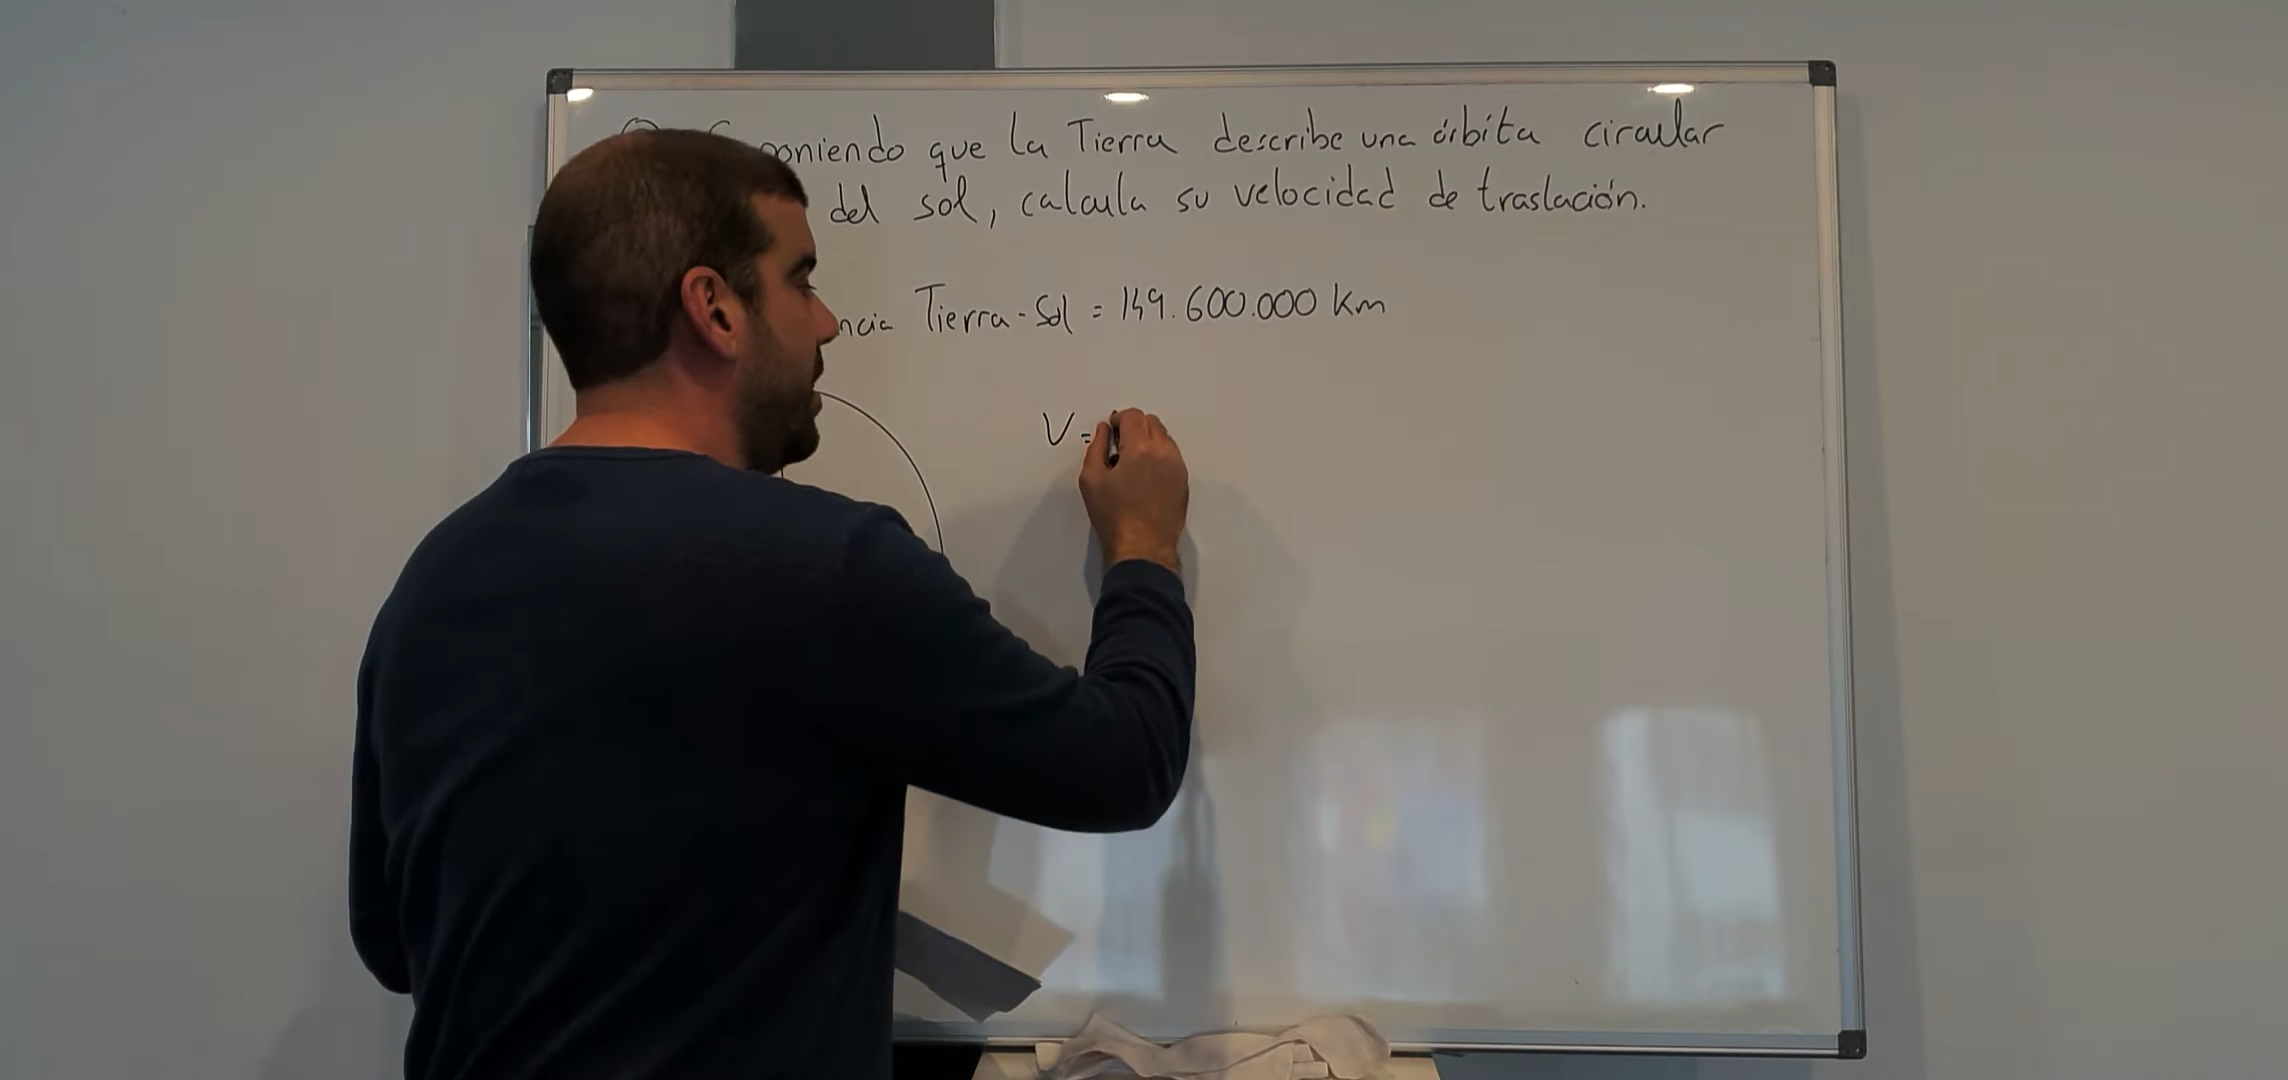 poniendo que la Tierra describe una órbita circular
del sol, calcula su velocidad de traslación.
ncia Tierra-Sol = 149.600.000 km
V=